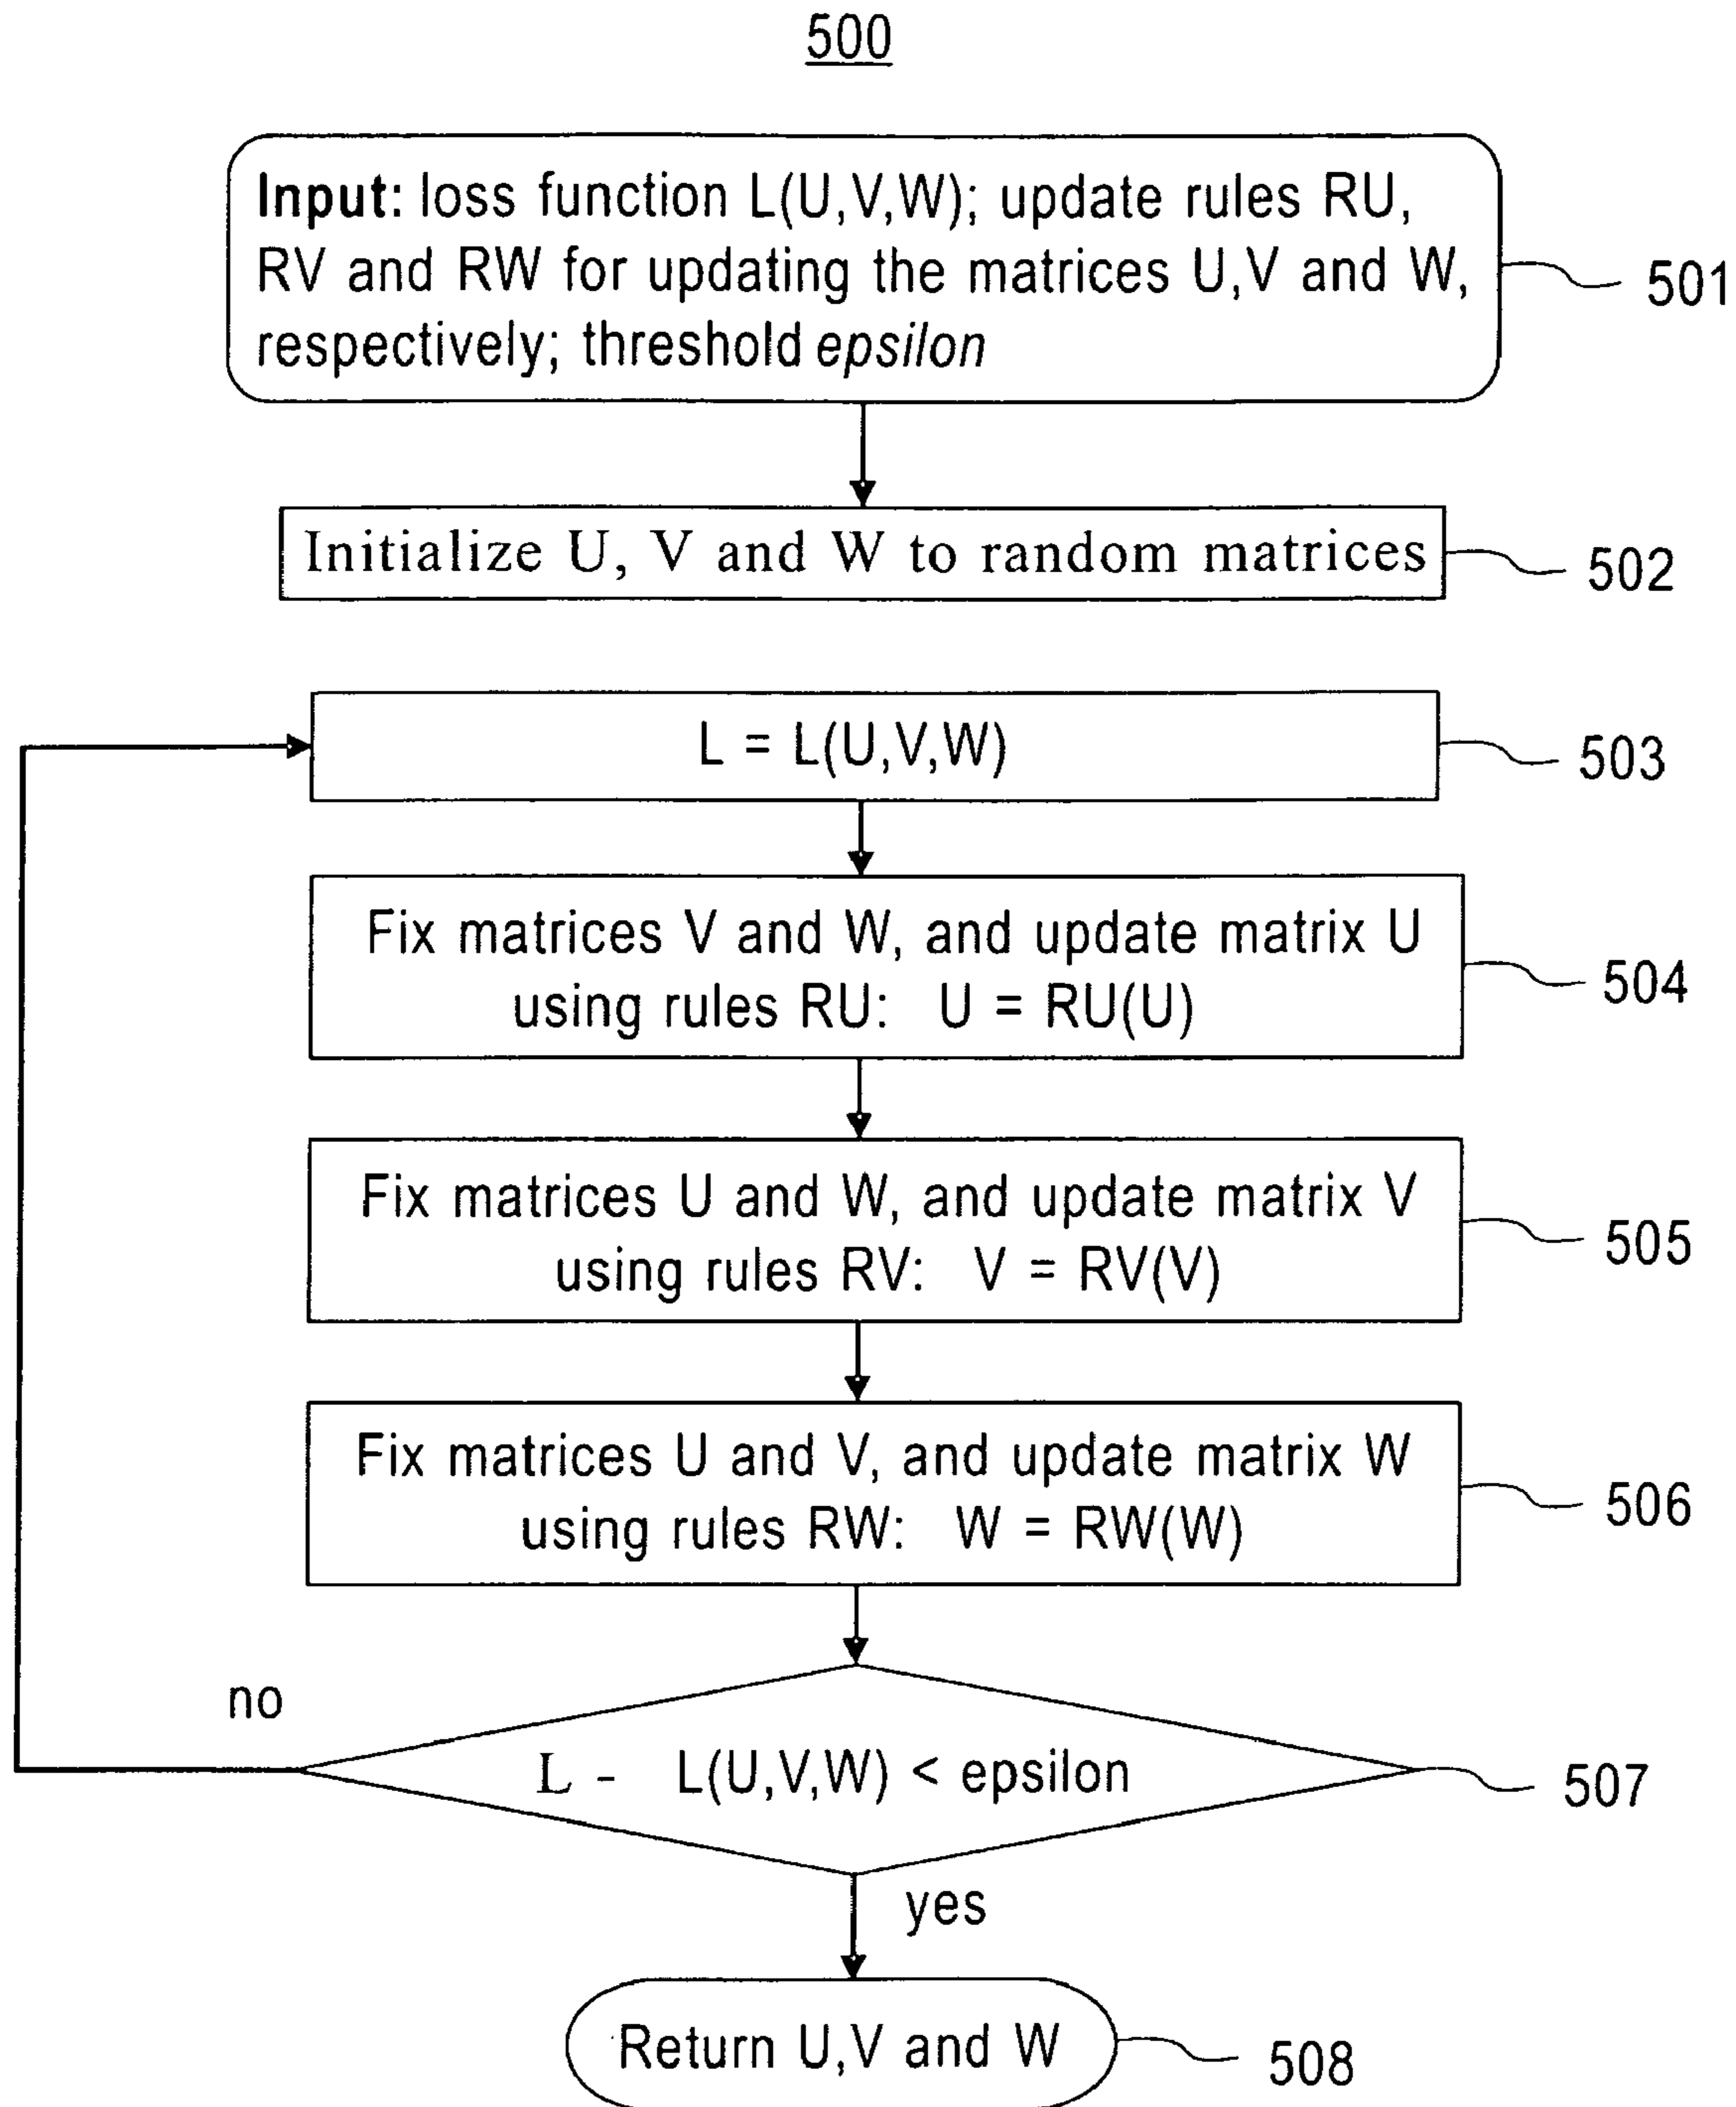 500
Input: loss function L(U,V,W); update rules RU,
RV and RW for updating the matrices U,V and W,
respectively; threshold epsilon
501
Initialize U, V and W to random matrices
502
L = L(U,V,W)
503
Fix matrices V and W, and update matrix U
using rules RU: U = RU(U)
504
Fix matrices U and W, and update matrix V
using rules RV: V = RV(V)
505
Fix matrices U and V, and update matrix W
using rules RW: W = RW(W)
506
no
L - L(U,V,W) < epsilon
507
yes
Return U,V and W
508